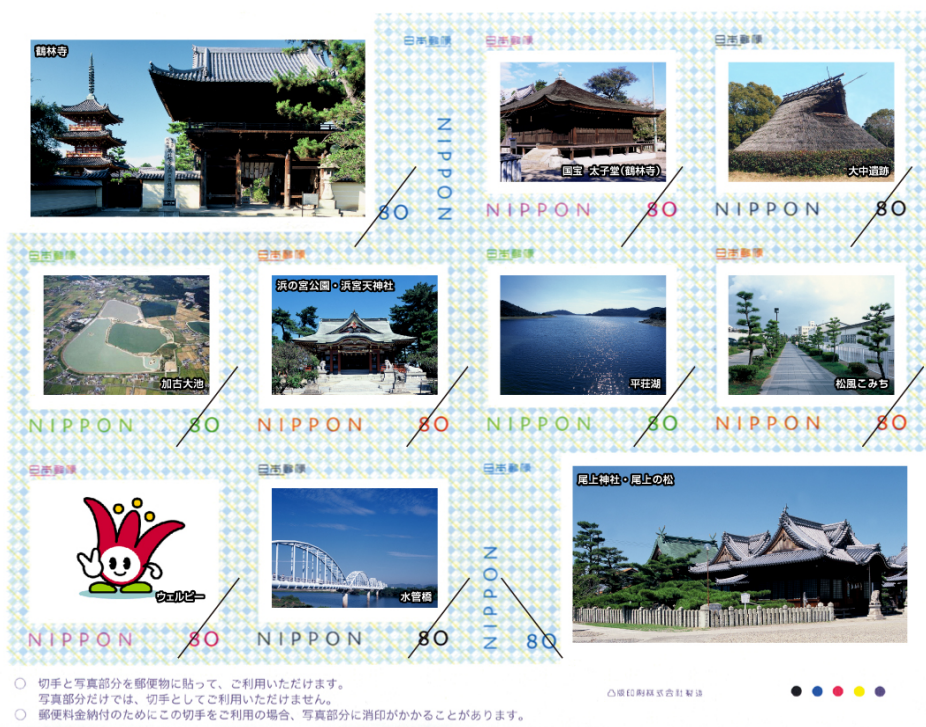 鶴林寺
日本郵便
NIPPON
80
日本郵便
国宝 太子堂(鶴林寺)
NIPPON 80
日本郵便
大中遺跡
NIPPON 80
日本郵便
加古大池
NIPPON 80
日本郵便
浜の宮公園・浜宮天神社
NIPPON 80
日本郵便
平荘湖
NIPPON 80
日本郵便
松風こみち
NIPPON 80
日本郵便
ウェルピー
NIPPON 80
日本郵便
水管橋
NIPPON 80
日本郵便
NIPPON
80
尾上神社・尾上の松
○ 切手と写真部分を郵便物に貼って、ご利用いただけます。
写真部分だけでは、切手としてご利用いただけません。
○ 郵便料金納付のためにこの切手をご利用の場合、写真部分に消印がかかることがあります。
凸版印刷株式会社製造